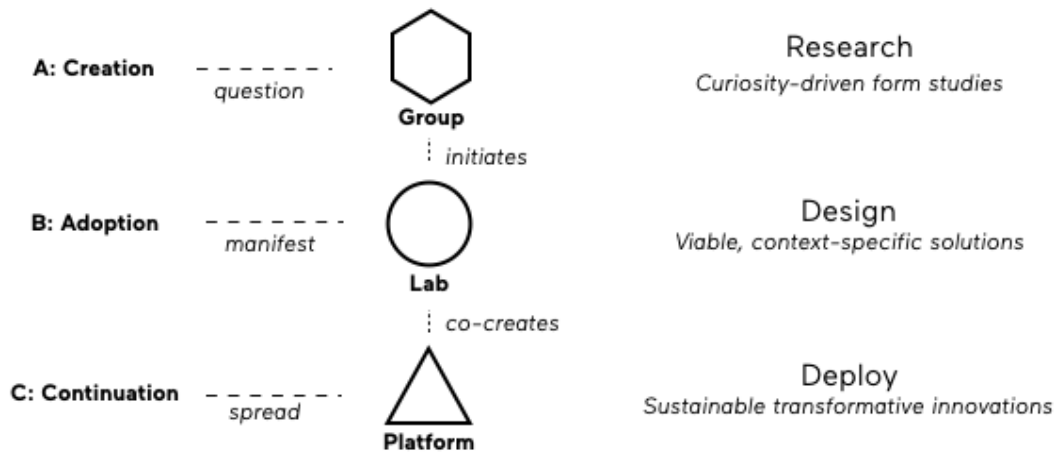 A: Creation
question
Group
Research
Curiosity-driven form studies
initiates
B: Adoption
manifest
Lab
Design
Viable, context-specific solutions
co-creates
C: Continuation
spread
Platform
Deploy
Sustainable transformative innovations